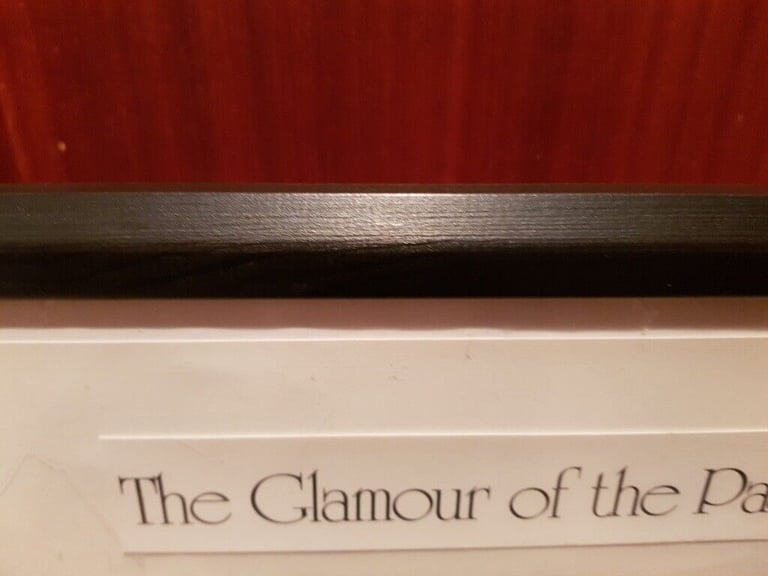 The Glamour of the Pa